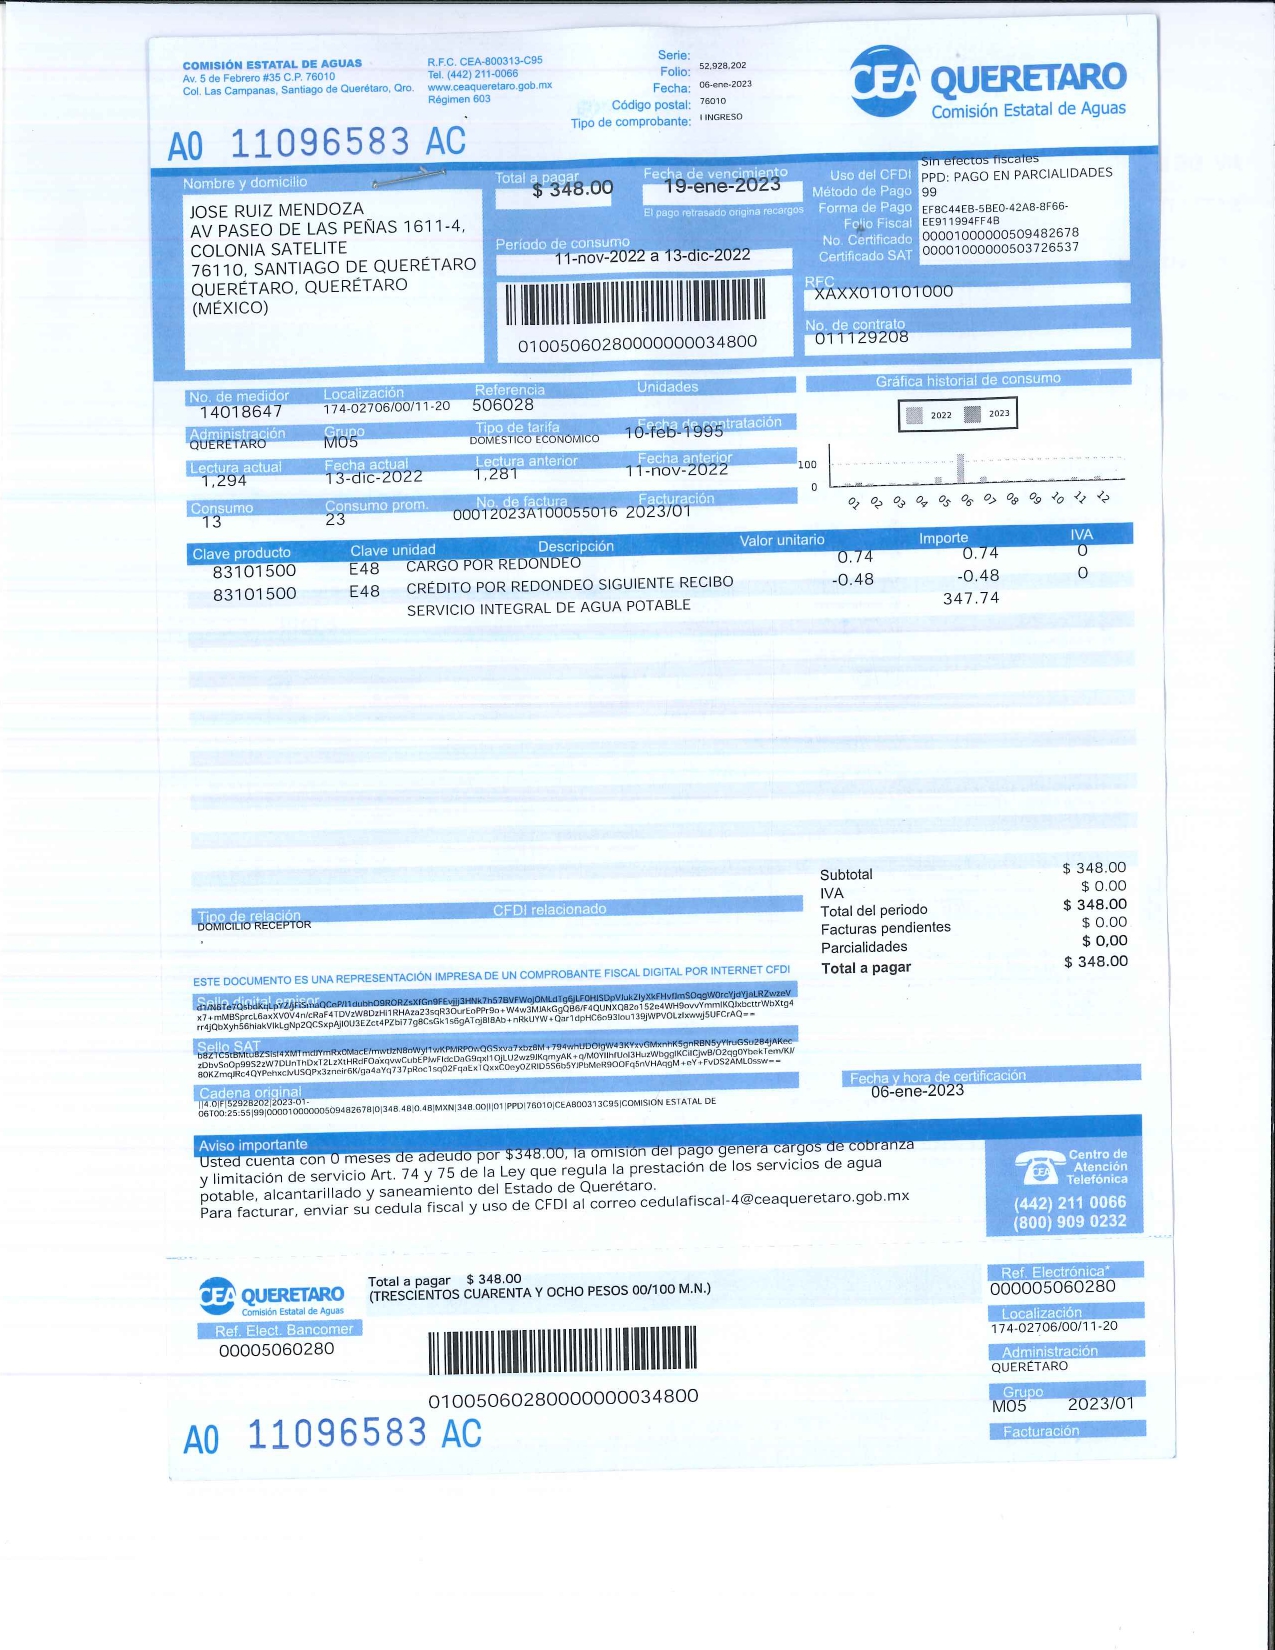 COMISIÓN ESTATAL DE AGUAS
Av. 5 de Febrero #35 C.P. 76010
Col. Las Campanas, Santiago de Querétaro, Qro.
R.F.C. CEA-800313-C95
Tel. (442) 211-0066
www.ceaqueretaro.gob.mx
Régimen 603
Serie:
Folio: 52,928,202
Fecha: 06-ene-2023
Código postal: 76010
Tipo de comprobante: I INGRESO
CEA QUERETARO
Comisión Estatal de Aguas
A0 11096583 AC
Nombre y domicilio
JOSE RUIZ MENDOZA
AV PASEO DE LAS PEÑAS 1611-4,
COLONIA SATELITE
76110, SANTIAGO DE QUERÉTARO
QUERÉTARO, QUERÉTARO
(MÉXICO)
Total a pagar
$ 348.00
Fecha de vencimiento
19-ene-2023
El pago retrasado origina recargos
Período de consumo
11-nov-2022 a 13-dic-2022
01005060280000000034800
Uso del CFDI Sin efectos fiscales
Método de Pago PPD: PAGO EN PARCIALIDADES
Forma de Pago 99
Folio Fiscal EF8C44EB-5BE0-42A8-8F66-
EE911994FF4B
No. Certificado 00001000000509482678
Certificado SAT 00001000000503726537
RFC
XAXX010101000
No. de contrato
011129208
No. de medidor Localización Referencia Unidades
14018647 174-02706/00/11-20 506028
Administración Grupo Tipo de tarifa Fecha de contratación
QUERÉTARO M05 DOMÉSTICO ECONÓMICO 10-feb-1995
Lectura actual Fecha actual Lectura anterior Fecha anterior
1,294 13-dic-2022 1,281 11-nov-2022
Consumo Consumo prom. No. de factura Facturación
13 23 00012023A100055016 2023/01
Gráfica historial de consumo
2022 2023
100
0
01 02 03 04 05 06 07 08 09 10 11 12
Clave producto Clave unidad Descripción Valor unitario Importe IVA
83101500 E48 CARGO POR REDONDEO 0.74 0.74 0
83101500 E48 CRÉDITO POR REDONDEO SIGUIENTE RECIBO -0.48 -0.48 0
SERVICIO INTEGRAL DE AGUA POTABLE 347.74
Subtotal $ 348.00
IVA $ 0.00
Total del periodo $ 348.00
Facturas pendientes $ 0.00
Parcialidades $ 0,00
Total a pagar $ 348.00
Tipo de relación CFDI relacionado
DOMICILIO RECEPTOR
.
ESTE DOCUMENTO ES UNA REPRESENTACIÓN IMPRESA DE UN COMPROBANTE FISCAL DIGITAL POR INTERNET CFDI
Sello digital emisor
Sello SAT
Cadena original
||4.0|F|52928202|2023-01-
06T00:25:55|99|00001000000509482678|0|348.48|0.48|MXN|348.00|I|01|PPD|76010|CEA800313C95|COMISION ESTATAL DE
Fecha y hora de certificación
06-ene-2023
Aviso importante
Usted cuenta con 0 meses de adeudo por $348.00, la omisión del pago genera cargos de cobranza
y limitación de servicio Art. 74 y 75 de la Ley que regula la prestación de los servicios de agua
potable, alcantarillado y saneamiento del Estado de Querétaro.
Para facturar, enviar su cedula fiscal y uso de CFDI al correo cedulafiscal-4@ceaqueretaro.gob.mx
CEA
Centro de
Atención
Telefónica
(442) 211 0066
(800) 909 0232
CEA QUERETARO
Comisión Estatal de Aguas
Total a pagar $ 348.00
(TRESCIENTOS CUARENTA Y OCHO PESOS 00/100 M.N.)
Ref. Elect. Bancomer
00005060280
01005060280000000034800
A0 11096583 AC
Ref. Electrónica*
000005060280
Localización
174-02706/00/11-20
Administración
QUERÉTARO
Grupo
M05 2023/01
Facturación